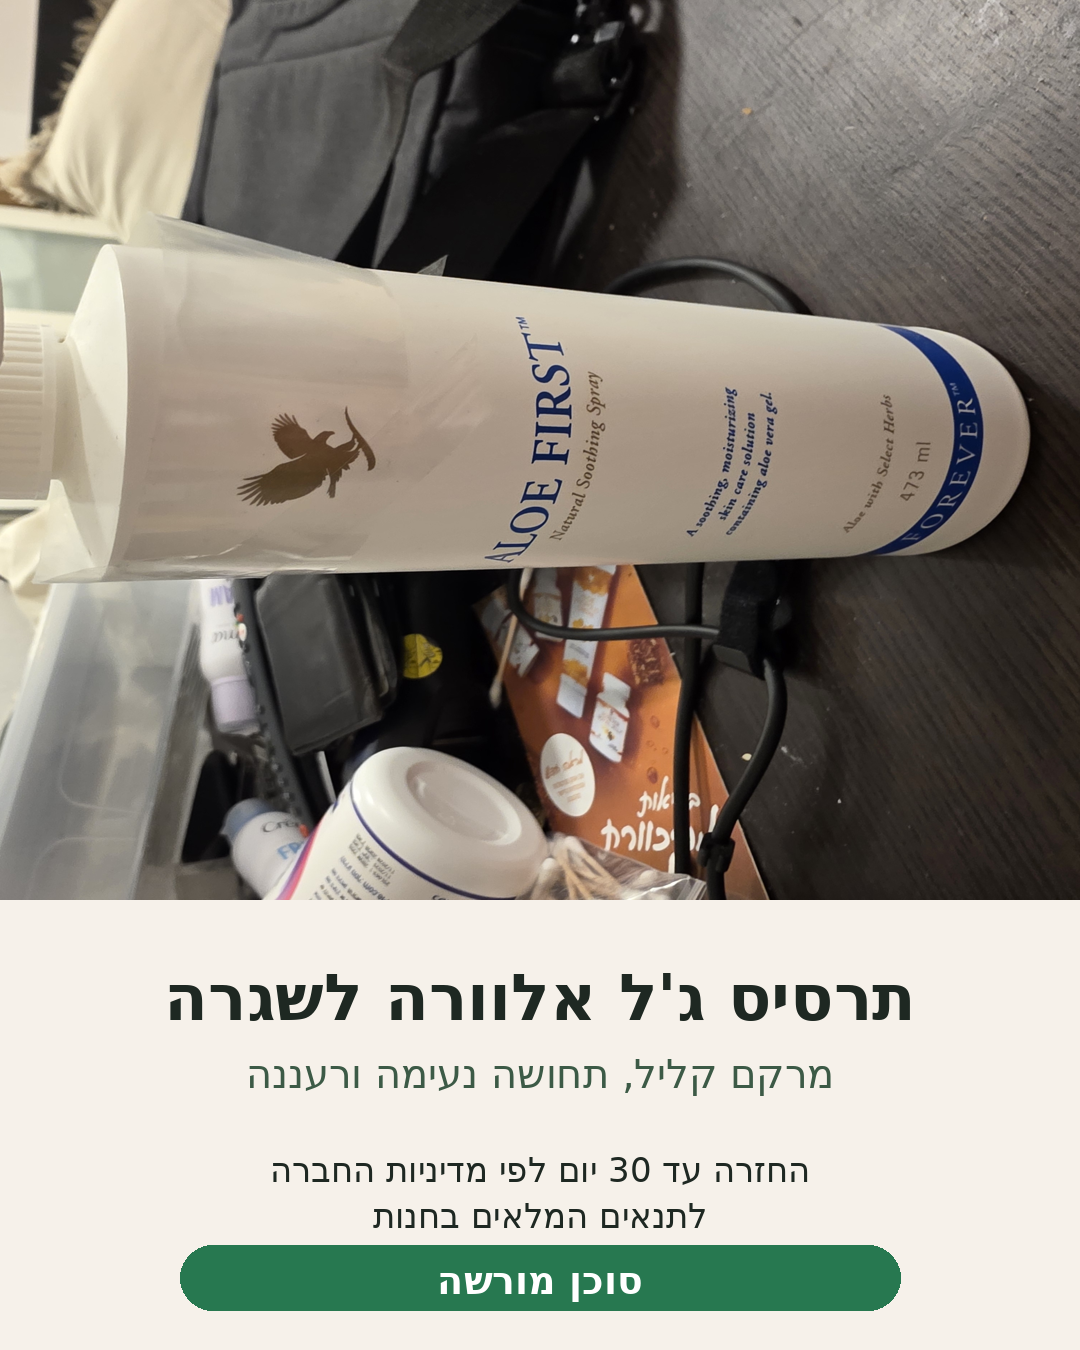 ALOE FIRST™
Natural Soothing Spray
A soothing, moisturizing
skin care solution
containing aloe vera gel.
Aloe with Select Herbs
473 ml
FOREVER™
תרסיס ג'ל אלוורה לשגרה
מרקם קליל, תחושה נעימה ורעננה
החזרה עד 30 יום לפי מדיניות החברה
לתנאים המלאים בחנות
סוכן מורשה